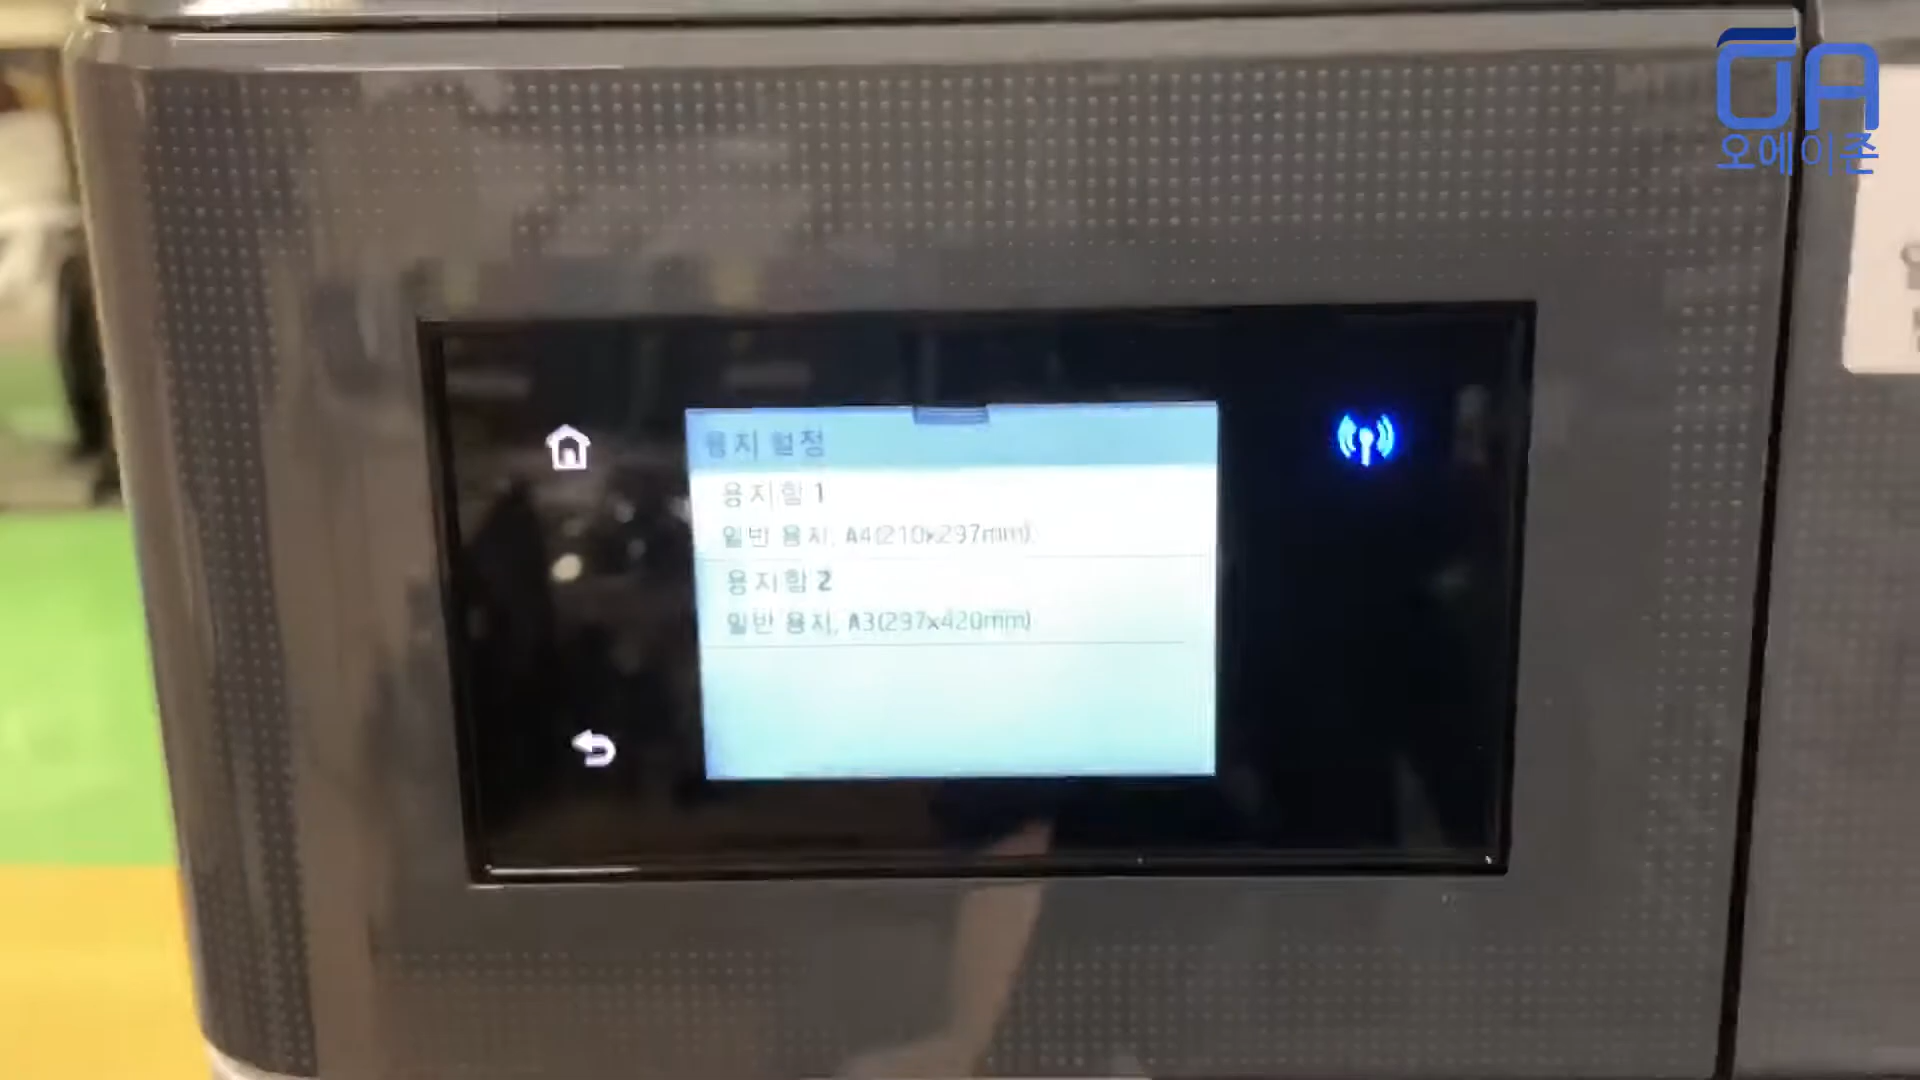 OA
오에이존
용지 설정
용지함 1
일반 용지, A4(210x297mm)
용지함 2
일반 용지, A3(297x420mm)